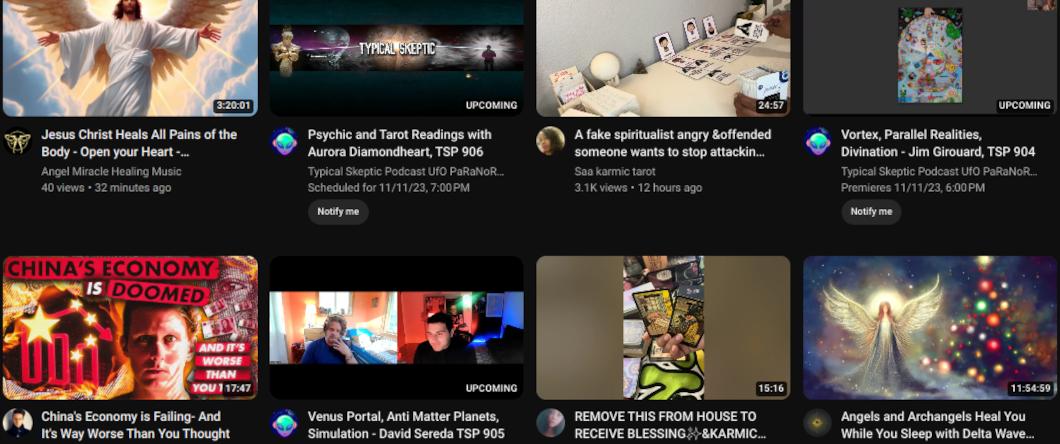 3:20:01
TYPICAL SKEPTIC
UPCOMING
24:57
UPCOMING
Jesus Christ Heals All Pains of the
Body - Open your Heart -...
Angel Miracle Healing Music
40 views • 32 minutes ago
Psychic and Tarot Readings with
Aurora Diamondheart, TSP 906
Typical Skeptic Podcast UfO PaRaNoR...
Scheduled for 11/11/23, 7:00 PM
Notify me
A fake spiritualist angry &offended
someone wants to stop attackin...
Saa karmic tarot
3.1K views • 12 hours ago
Vortex, Parallel Realities,
Divination - Jim Girouard, TSP 904
Typical Skeptic Podcast UfO PaRaNoR...
Premieres 11/11/23, 6:00 PM
Notify me
CHINA'S ECONOMY
IS DOOMED
AND IT'S
WORSE
THAN
YOU
17:47
UPCOMING
15:16
11:54:59
China's Economy is Failing- And
It's Way Worse Than You Thought
Venus Portal, Anti Matter Planets,
Simulation - David Sereda TSP 905
REMOVE THIS FROM HOUSE TO
RECEIVE BLESSING✨&KARMIC...
Angels and Archangels Heal You
While You Sleep with Delta Wave...